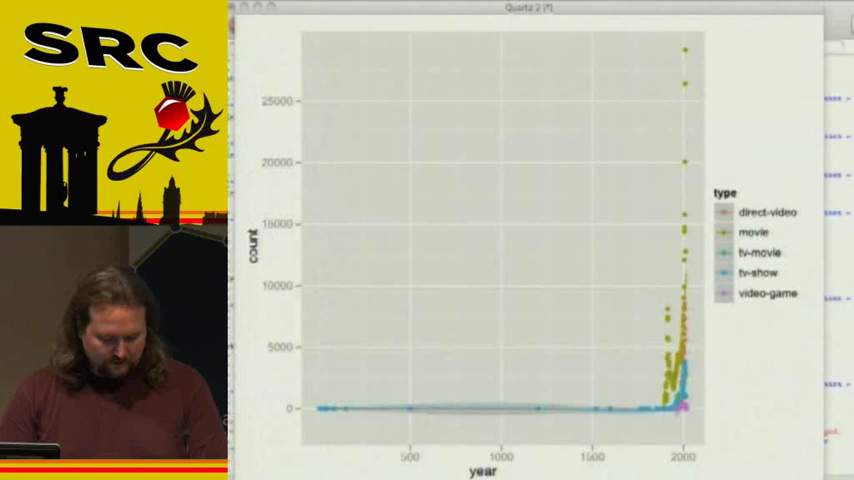 SRC
Quartz 2 [*]
count
25000
20000
15000
10000
5000
0
500
1000
1500
2000
year
type
direct-video
movie
tv-movie
tv-show
video-game